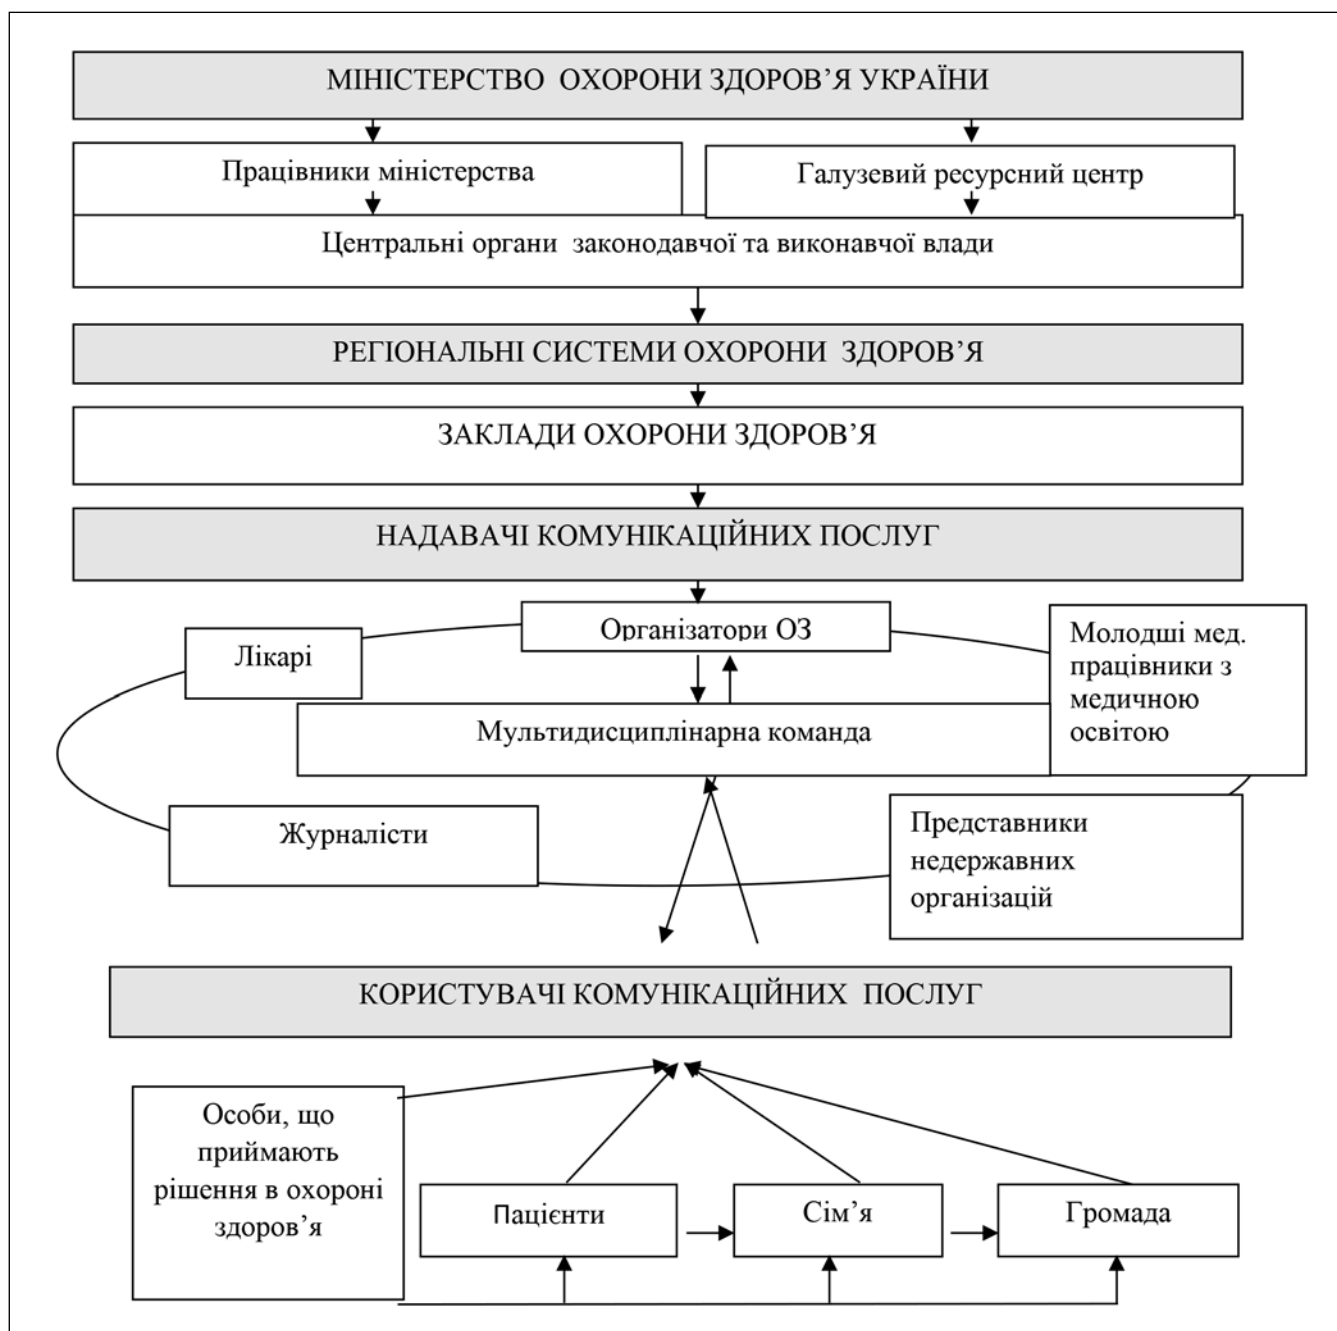 МІНІСТЕРСТВО ОХОРОНИ ЗДОРОВ’Я УКРАЇНИ
Працівники міністерства
Галузевий ресурсний центр
Центральні органи законодавчої та виконавчої влади
РЕГІОНАЛЬНІ СИСТЕМИ ОХОРОНИ ЗДОРОВ’Я
ЗАКЛАДИ ОХОРОНИ ЗДОРОВ’Я
НАДАВАЧІ КОМУНІКАЦІЙНИХ ПОСЛУГ
Організатори ОЗ
Лікарі
Молодші мед.
працівники з
медичною
освітою
Мультидисциплінарна команда
Журналісти
Представники
недержавних
організацій
КОРИСТУВАЧІ КОМУНІКАЦІЙНИХ ПОСЛУГ
Особи, що
приймають
рішення в охороні
здоров’я
Пацієнти
Сім’я
Громада